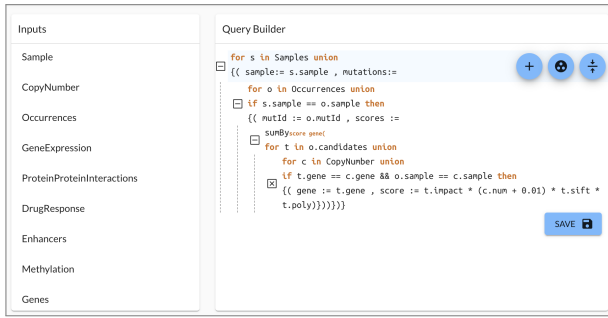 Inputs
Sample
CopyNumber
Occurrences
GeneExpression
ProteinProteinInteractions
DrugResponse
Enhancers
Methylation
Genes
Query Builder
for s in Samples union
{( sample:= s.sample , mutations:=
for o in Occurrences union
if s.sample == o.sample then
{( mutId := o.mutId , scores :=
sumByscore gene(
for t in o.candidates union
for c in CopyNumber union
if t.gene == c.gene && o.sample == c.sample then
{( gene := t.gene , score := t.impact * (c.num + 0.01) * t.sift *
t.poly)}))})}
SAVE